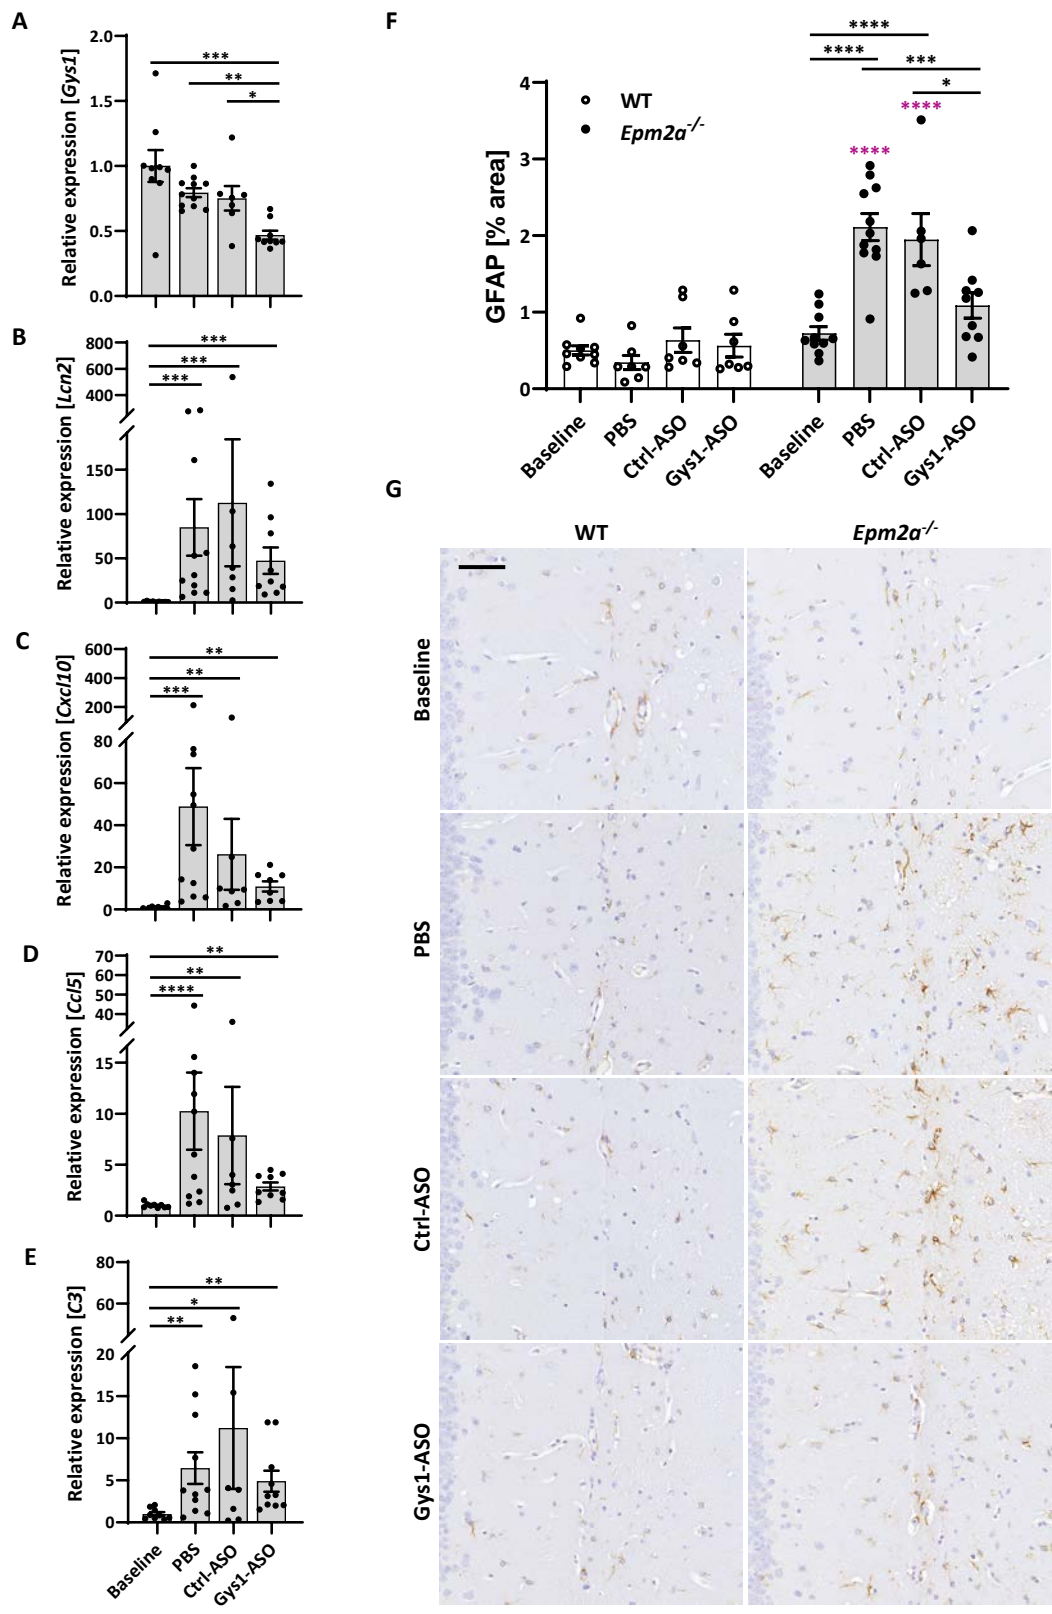 A
Relative expression [Gys1]
2.0
1.5
1.0
0.5
0.0
***
**
*
B
Relative expression [Lcn2]
800
600
400
150
100
50
0
***
***
***
C
Relative expression [Cxcl10]
600
400
200
80
60
40
20
0
**
**
***
D
Relative expression [Ccl5]
70
60
50
40
15
10
5
0
**
**
****
E
Relative expression [C3]
80
60
20
15
10
5
0
**
*
**
Baseline
PBS
Ctrl-ASO
Gys1-ASO
F
GFAP [% area]
4
3
2
1
0
WT
Epm2a-/-
****
****
***
*
****
****
Baseline
PBS
Ctrl-ASO
Gys1-ASO
Baseline
PBS
Ctrl-ASO
Gys1-ASO
G
WT
Epm2a-/-
Baseline
PBS
Ctrl-ASO
Gys1-ASO